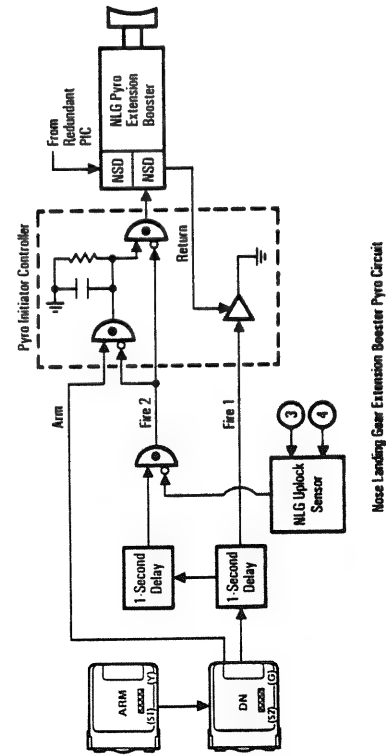 From
Redundant
PIC
NSD
NSD
NLG Pyro
Extension
Booster
Pyro Initiator Controller
Return
Arm
Fire 2
Fire 1
3
4
NLG Uplock
Sensor
1-Second
Delay
1-Second
Delay
ARM
(S1)
(Y)
DN
(S2)
(G)
Nose Landing Gear Extension Booster Pyro Circuit